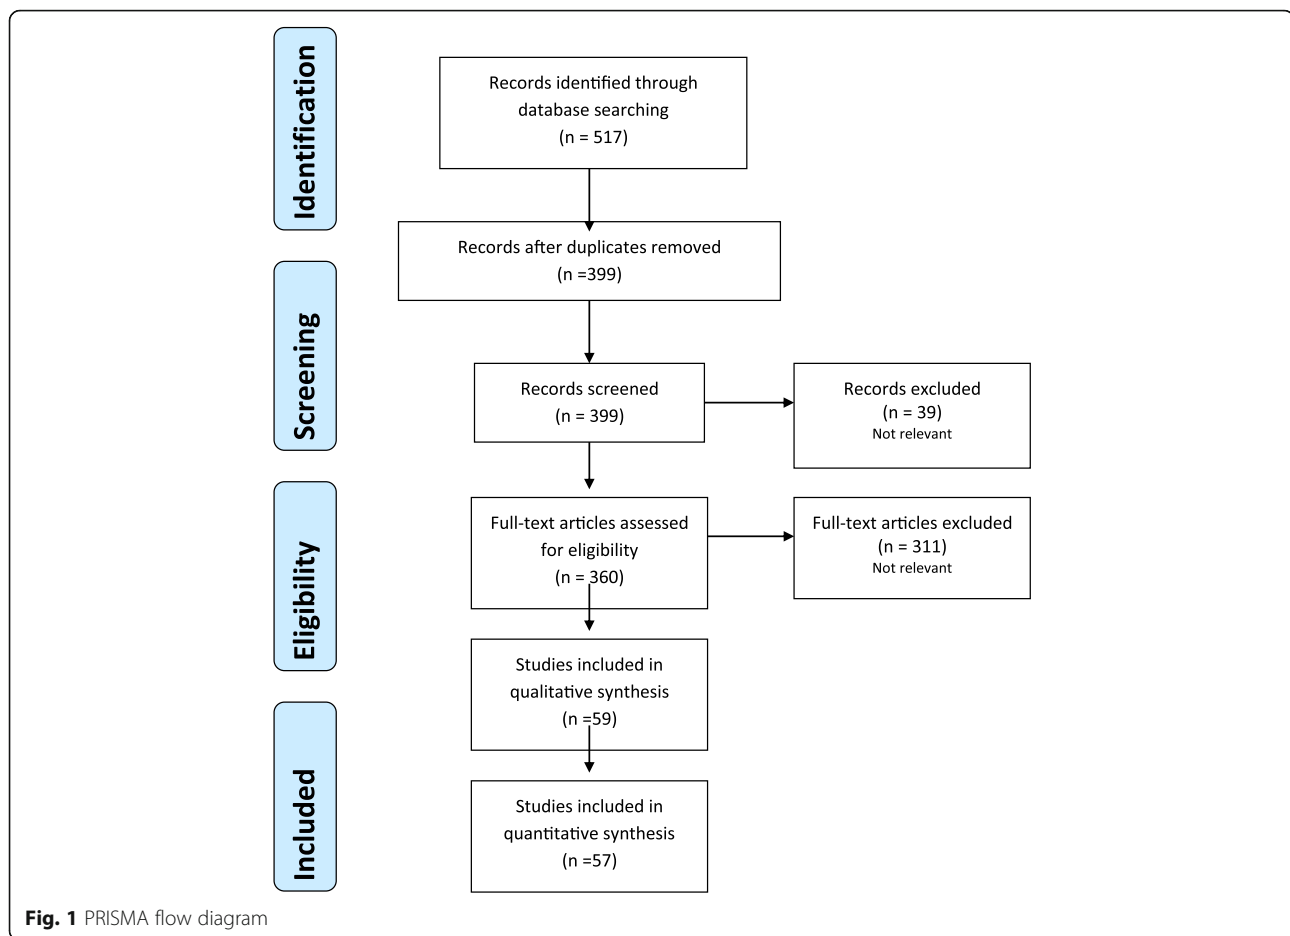 Identification
Records identified through
database searching
(n = 517)
Records after duplicates removed
(n =399)
Screening
Records screened
(n = 399)
Records excluded
(n = 39)
Not relevant
Eligibility
Full-text articles assessed
for eligibility
(n = 360)
Full-text articles excluded
(n = 311)
Not relevant
Studies included in
qualitative synthesis
(n =59)
Included
Studies included in
quantitative synthesis
(n =57)
Fig. 1 PRISMA flow diagram